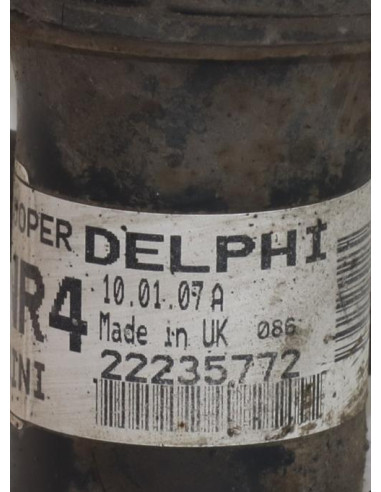 OPER DELPHI
R4 10.01.07 A
Made in UK 086
INI 22235772